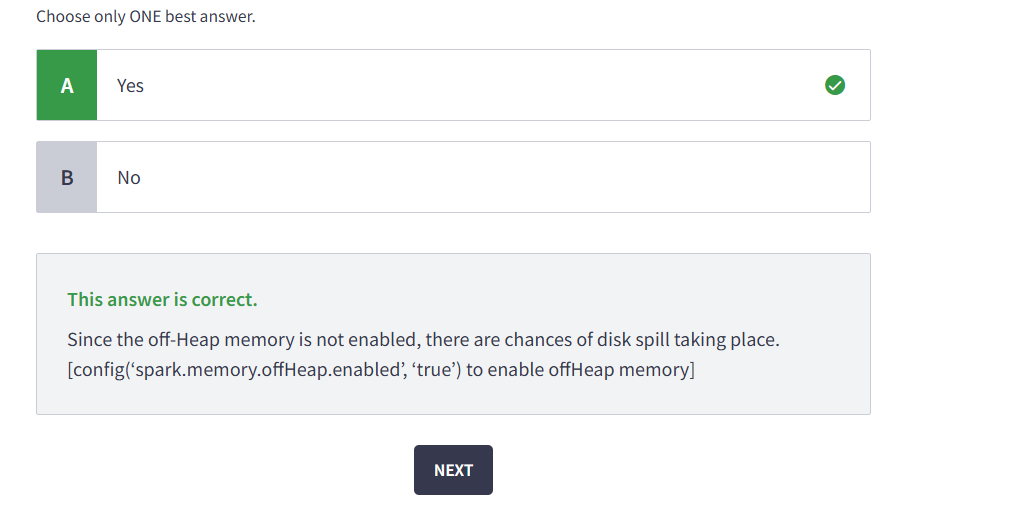 Choose only ONE best answer.
A
Yes
B
No
This answer is correct.
Since the off-Heap memory is not enabled, there are chances of disk spill taking place.
[config(‘spark.memory.offHeap.enabled’, ‘true’) to enable offHeap memory]
NEXT